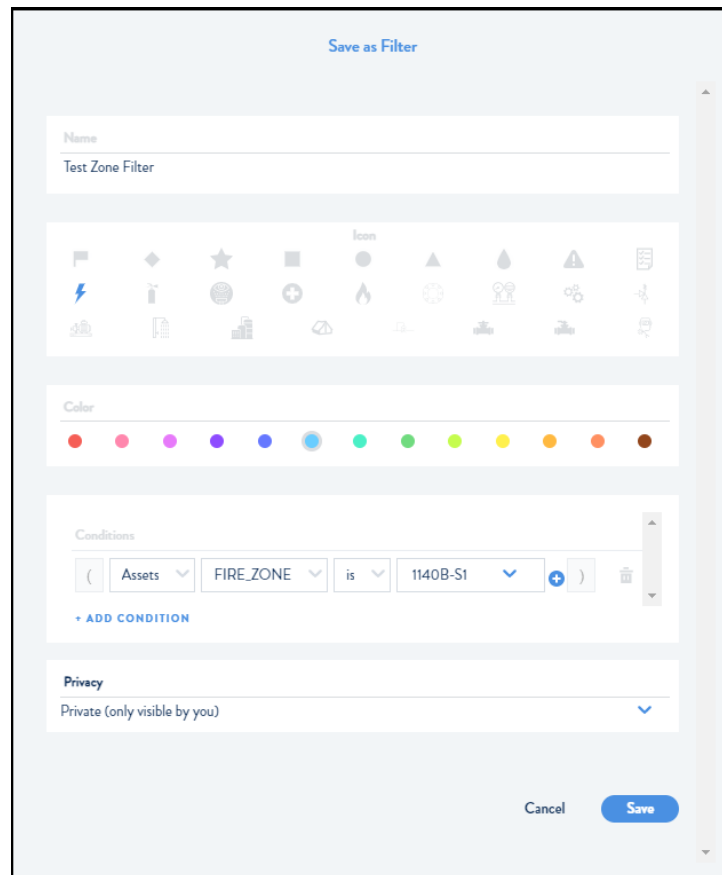 Save as Filter
Name
Test Zone Filter
Icon
Color
Conditions
( Assets FIRE_ZONE is 1140B-S1 )
+ ADD CONDITION
Privacy
Private (only visible by you)
Cancel Save